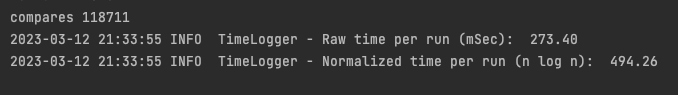 compares 118711
2023-03-12 21:33:55 INFO  TimeLogger - Raw time per run (mSec):  273.40
2023-03-12 21:33:55 INFO  TimeLogger - Normalized time per run (n log n):  494.26